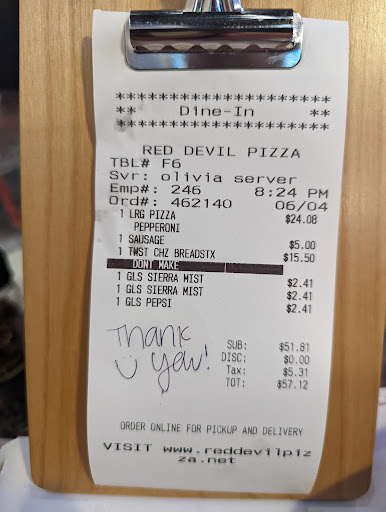 ********************
** Dine-In **
********************
RED DEVIL PIZZA
TBL# F6
Svr: olivia server
Emp#: 246 8:24 PM
Ord#: 462140 06/04
1 LRG PIZZA $24.08
PEPPERONI
1 SAUSAGE $5.00
1 TWST CHZ BREADSTX $15.50
DONT MAKE
1 GLS SIERRA MIST $2.41
1 GLS SIERRA MIST $2.41
1 GLS PEPSI $2.41
Thank
you!
SUB: $51.81
DISC: $0.00
Tax: $5.31
TOT: $57.12
ORDER ONLINE FOR PICKUP AND DELIVERY
VISIT www.reddevilpiz
za.net